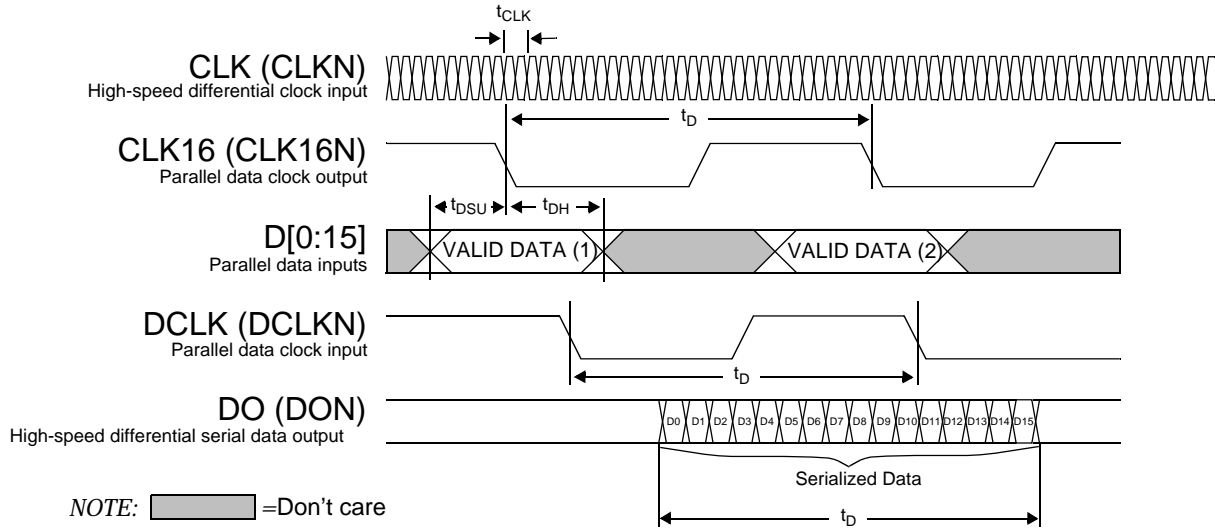 tCLK
CLK (CLKN)
High-speed differential clock input
tD
CLK16 (CLK16N)
Parallel data clock output
tDSU
tDH
D[0:15]
Parallel data inputs
VALID DATA (1)
VALID DATA (2)
DCLK (DCLKN)
Parallel data clock input
tD
DO (DON)
High-speed differential serial data output
D0 D1 D2 D3 D4 D5 D6 D7 D8 D9 D10 D11 D12 D13 D14 D15
Serialized Data
NOTE: =Don't care
tD